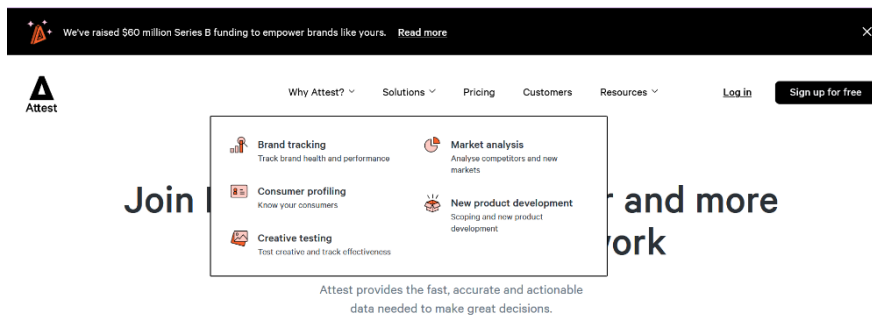 We've raised $60 million Series B funding to empower brands like yours. Read more
Attest
Why Attest? Solutions Pricing Customers Resources Log in Sign up for free
Brand tracking
Track brand health and performance
Consumer profiling
Know your consumers
Creative testing
Test creative and track effectiveness
Market analysis
Analyse competitors and new
markets
New product development
Scoping and new product
development
Join and more
Attest provides the fast, accurate and actionable
data needed to make great decisions.